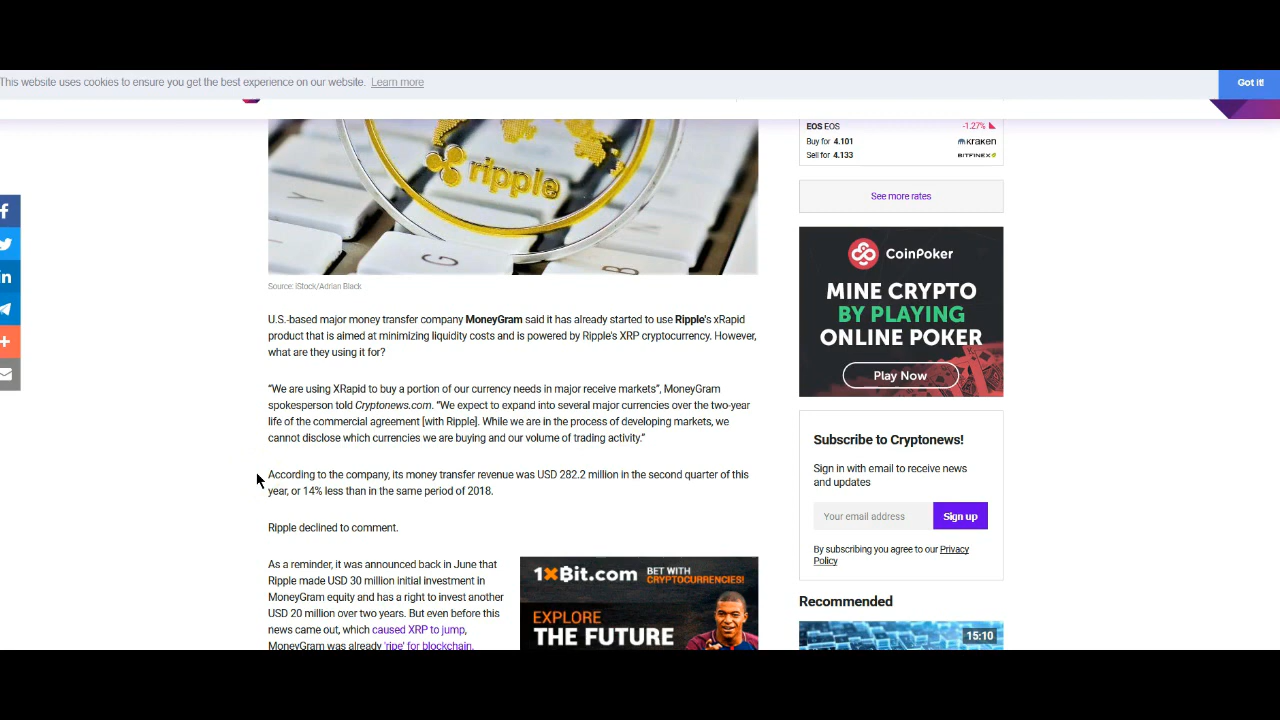 This website uses cookies to ensure you get the best experience on our website. Learn more
Got it!
ripple
G
B
Source: iStock/Adrian Black
U.S.-based major money transfer company MoneyGram said it has already started to use Ripple's xRapid
product that is aimed at minimizing liquidity costs and is powered by Ripple's XRP cryptocurrency. However,
what are they using it for?
“We are using XRapid to buy a portion of our currency needs in major receive markets”, MoneyGram
spokesperson told Cryptonews.com. “We expect to expand into several major currencies over the two-year
life of the commercial agreement [with Ripple]. While we are in the process of developing markets, we
cannot disclose which currencies we are buying and our volume of trading activity.”
According to the company, its money transfer revenue was USD 282.2 million in the second quarter of this
year, or 14% less than in the same period of 2018.
Ripple declined to comment.
As a reminder, it was announced back in June that
Ripple made USD 30 million initial investment in
MoneyGram equity and has a right to invest another
USD 20 million over two years. But even before this
news came out, which caused XRP to jump,
MoneyGram was already 'ripe' for blockchain.
1XBit.com BET WITH
CRYPTOCURRENCIES!
EXPLORE
THE FUTURE
EOS EOS -1.27%
Buy for 4.101 kraken
Sell for 4.133 BITFINEX
See more rates
CoinPoker
MINE CRYPTO
BY PLAYING
ONLINE POKER
Play Now
Subscribe to Cryptonews!
Sign in with email to receive news
and updates
Your email address Sign up
By subscribing you agree to our Privacy
Policy
Recommended
15:10